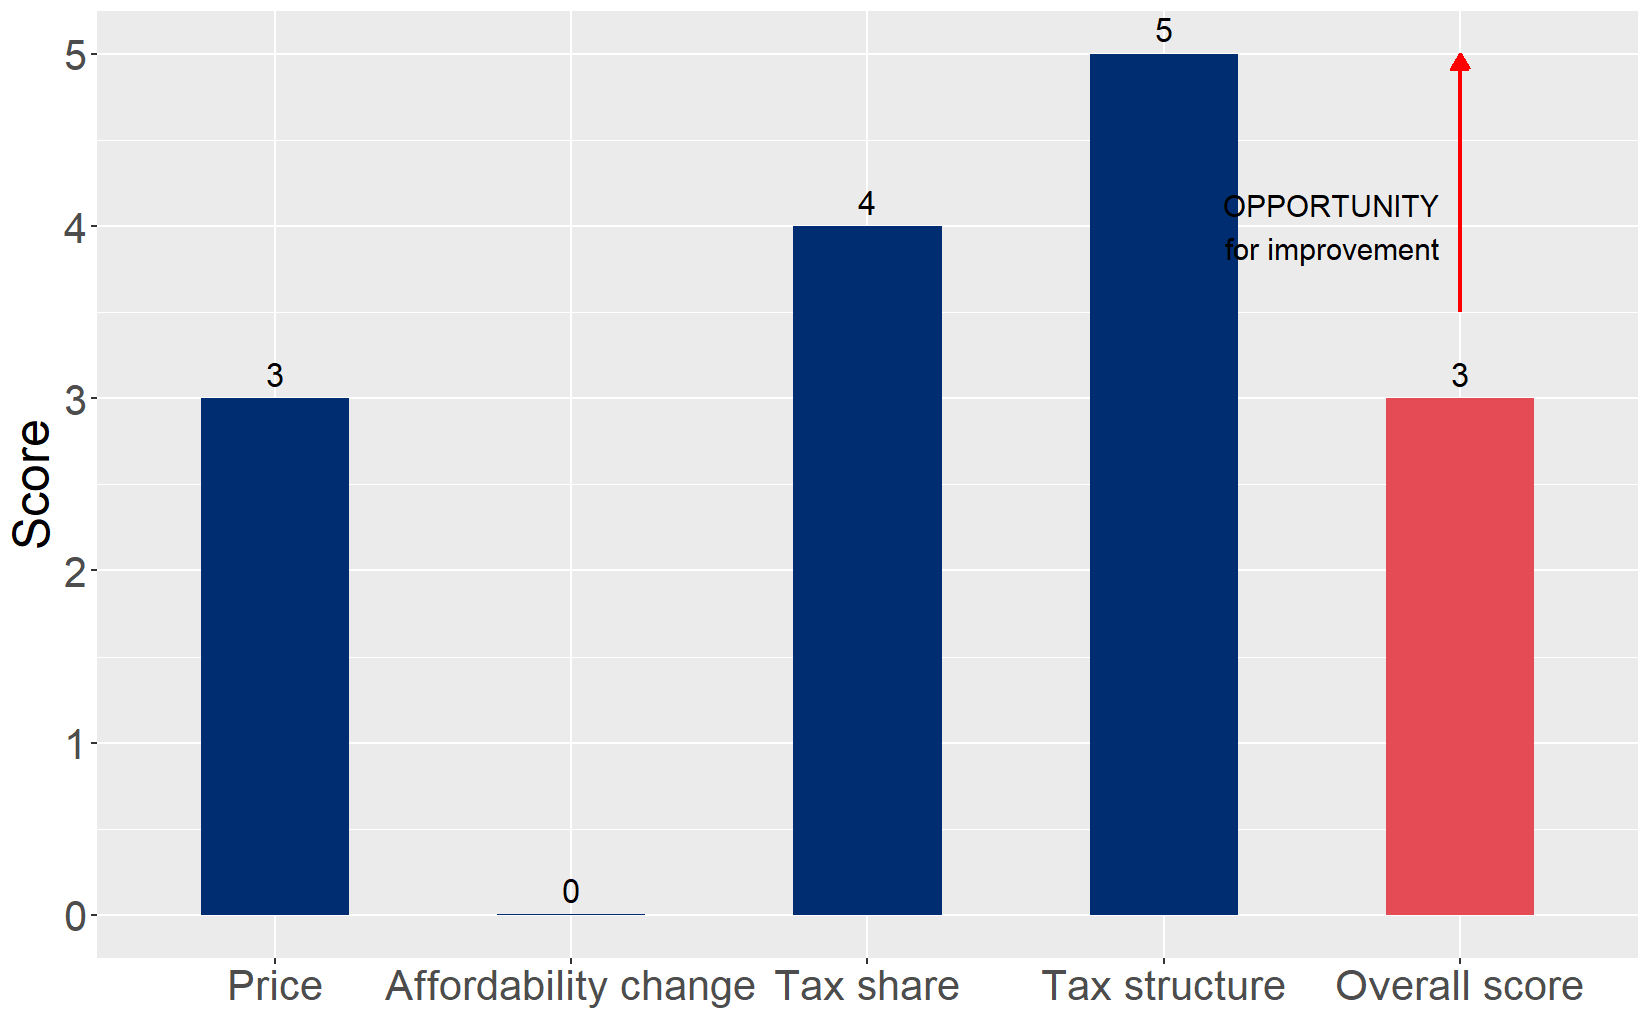 5
5
4
OPPORTUNITY
for improvement
4
3
3
3
Score
2
1
0
0
Price
Affordability change
Tax share
Tax structure
Overall score